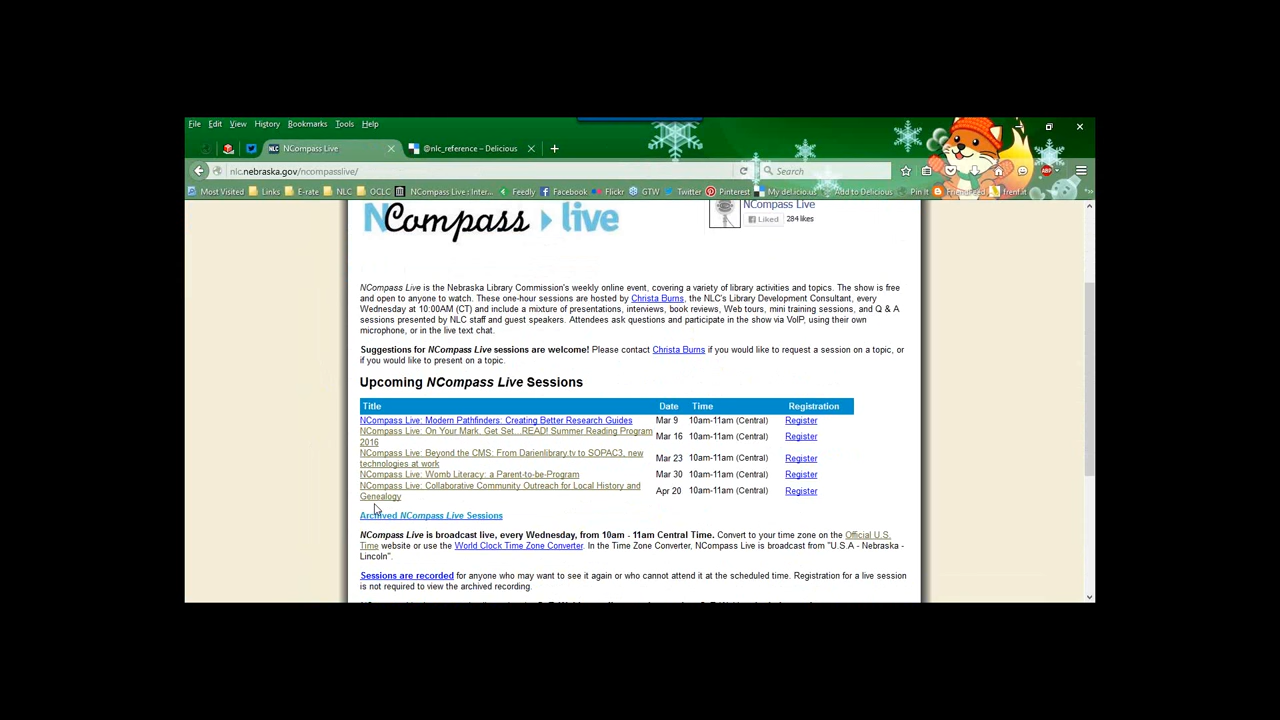 File Edit View History Bookmarks Tools Help
NLC NCompass Live @nlc_reference – Delicious
nlc.nebraska.gov/ncompasslive/ Search
Most Visited Links E-rate NLC OCLC NCompass Live : Inter... Feedly Facebook Flickr GTW Twitter Pinterest My del.icio.us Add to Delicious Pin It
NCompass live
NCompass Live
Liked 284 likes
NCompass Live is the Nebraska Library Commission's weekly online event, covering a variety of library activities and topics. The show is free
and open to anyone to watch. These one-hour sessions are hosted by Christa Burns, the NLC's Library Development Consultant, every
Wednesday at 10:00AM (CT) and include a mixture of presentations, interviews, book reviews, Web tours, mini training sessions, and Q & A
sessions presented by NLC staff and guest speakers. Attendees ask questions and participate in the show via VoIP, using their own
microphone, or in the live text chat.
Suggestions for NCompass Live sessions are welcome! Please contact Christa Burns if you would like to request a session on a topic, or
if you would like to present on a topic.
Upcoming NCompass Live Sessions
Title Date Time Registration
NCompass Live: Modern Pathfinders: Creating Better Research Guides Mar 9 10am-11am (Central) Register
NCompass Live: On Your Mark, Get Set...READ! Summer Reading Program
2016 Mar 16 10am-11am (Central) Register
NCompass Live: Beyond the CMS: From Darienlibrary.tv to SOPAC3, new
technologies at work Mar 23 10am-11am (Central) Register
NCompass Live: Womb Literacy: a Parent-to-be-Program Mar 30 10am-11am (Central) Register
NCompass Live: Collaborative Community Outreach for Local History and
Genealogy Apr 20 10am-11am (Central) Register
Archived NCompass Live Sessions
NCompass Live is broadcast live, every Wednesday, from 10am - 11am Central Time. Convert to your time zone on the Official U.S.
Time website or use the World Clock Time Zone Converter. In the Time Zone Converter, NCompass Live is broadcast from "U.S.A - Nebraska -
Lincoln".
Sessions are recorded for anyone who may want to see it again or who cannot attend it at the scheduled time. Registration for a live session
is not required to view the archived recording.